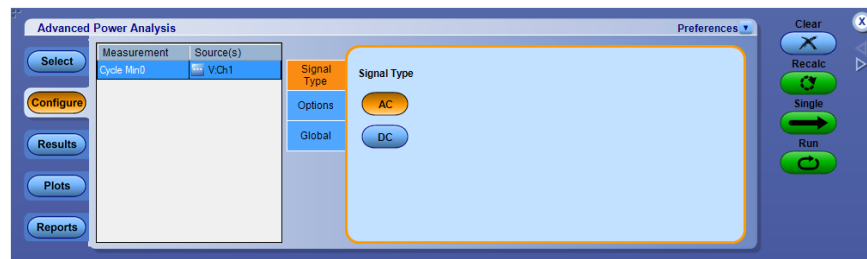 Advanced Power Analysis
Preferences
Clear
Select
Measurement Source(s)
Cycle Min0 V:Ch1
Recalc
Signal Type
Signal Type
Configure
Options
AC
Single
Global
DC
Results
Run
Plots
Reports